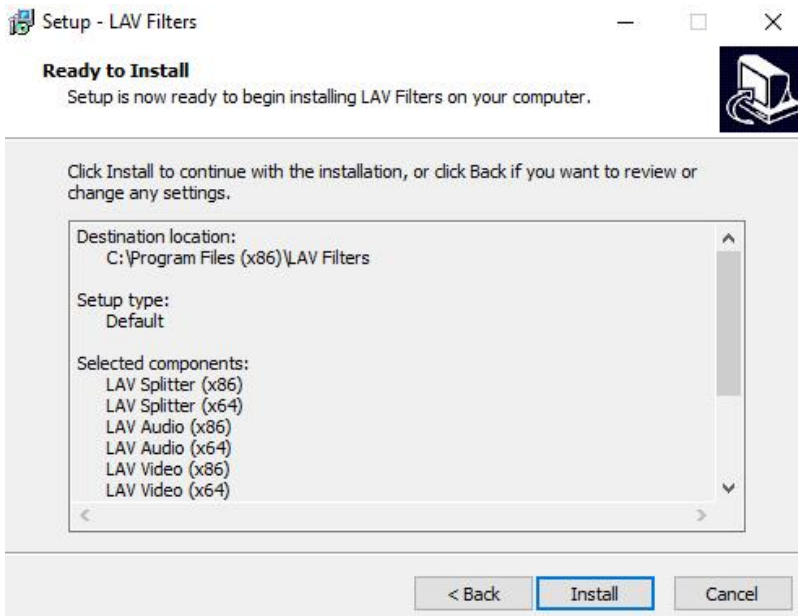 Setup - LAV Filters
Ready to Install
Setup is now ready to begin installing LAV Filters on your computer.
Click Install to continue with the installation, or click Back if you want to review or
change any settings.
Destination location:
C:\Program Files (x86)\LAV Filters
Setup type:
Default
Selected components:
LAV Splitter (x86)
LAV Splitter (x64)
LAV Audio (x86)
LAV Audio (x64)
LAV Video (x86)
LAV Video (x64)
< Back
Install
Cancel